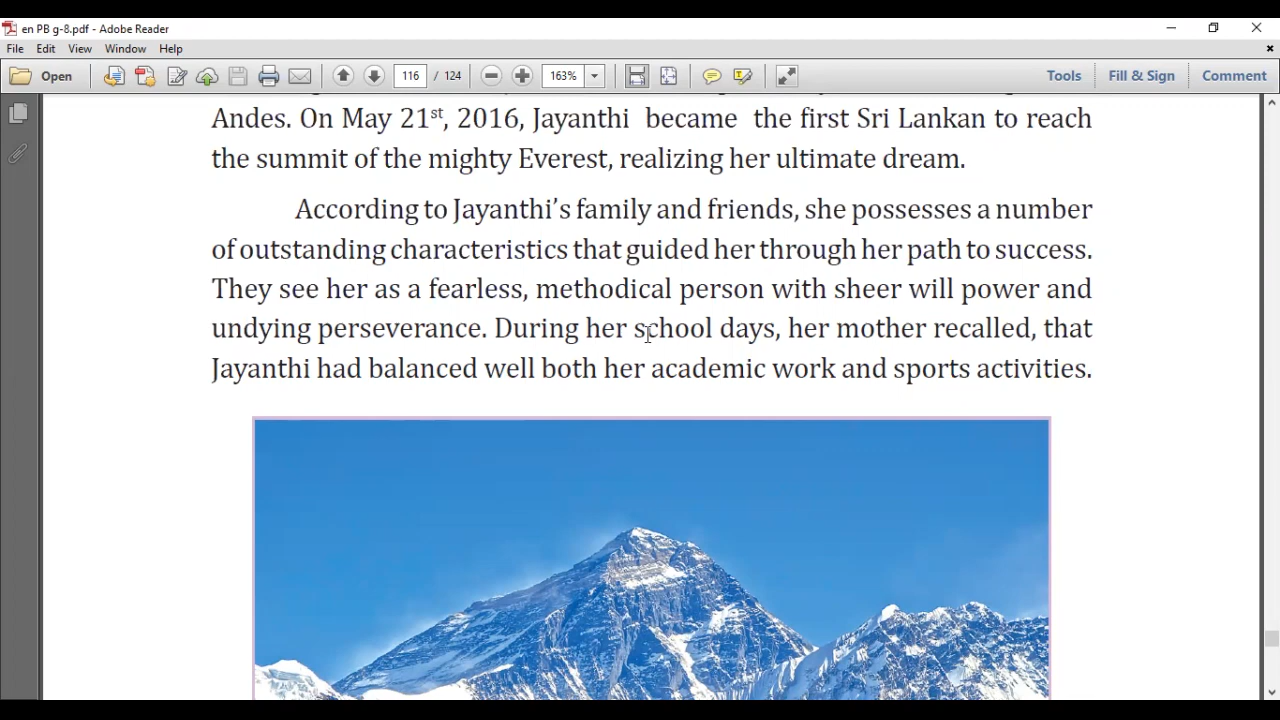 en PB g-8.pdf - Adobe Reader
File Edit View Window Help
Open 116 / 124 163% Tools Fill & Sign Comment
Andes. On May 21st, 2016, Jayanthi became the first Sri Lankan to reach
the summit of the mighty Everest, realizing her ultimate dream.
According to Jayanthi's family and friends, she possesses a number
of outstanding characteristics that guided her through her path to success.
They see her as a fearless, methodical person with sheer will power and
undying perseverance. During her school days, her mother recalled, that
Jayanthi had balanced well both her academic work and sports activities.